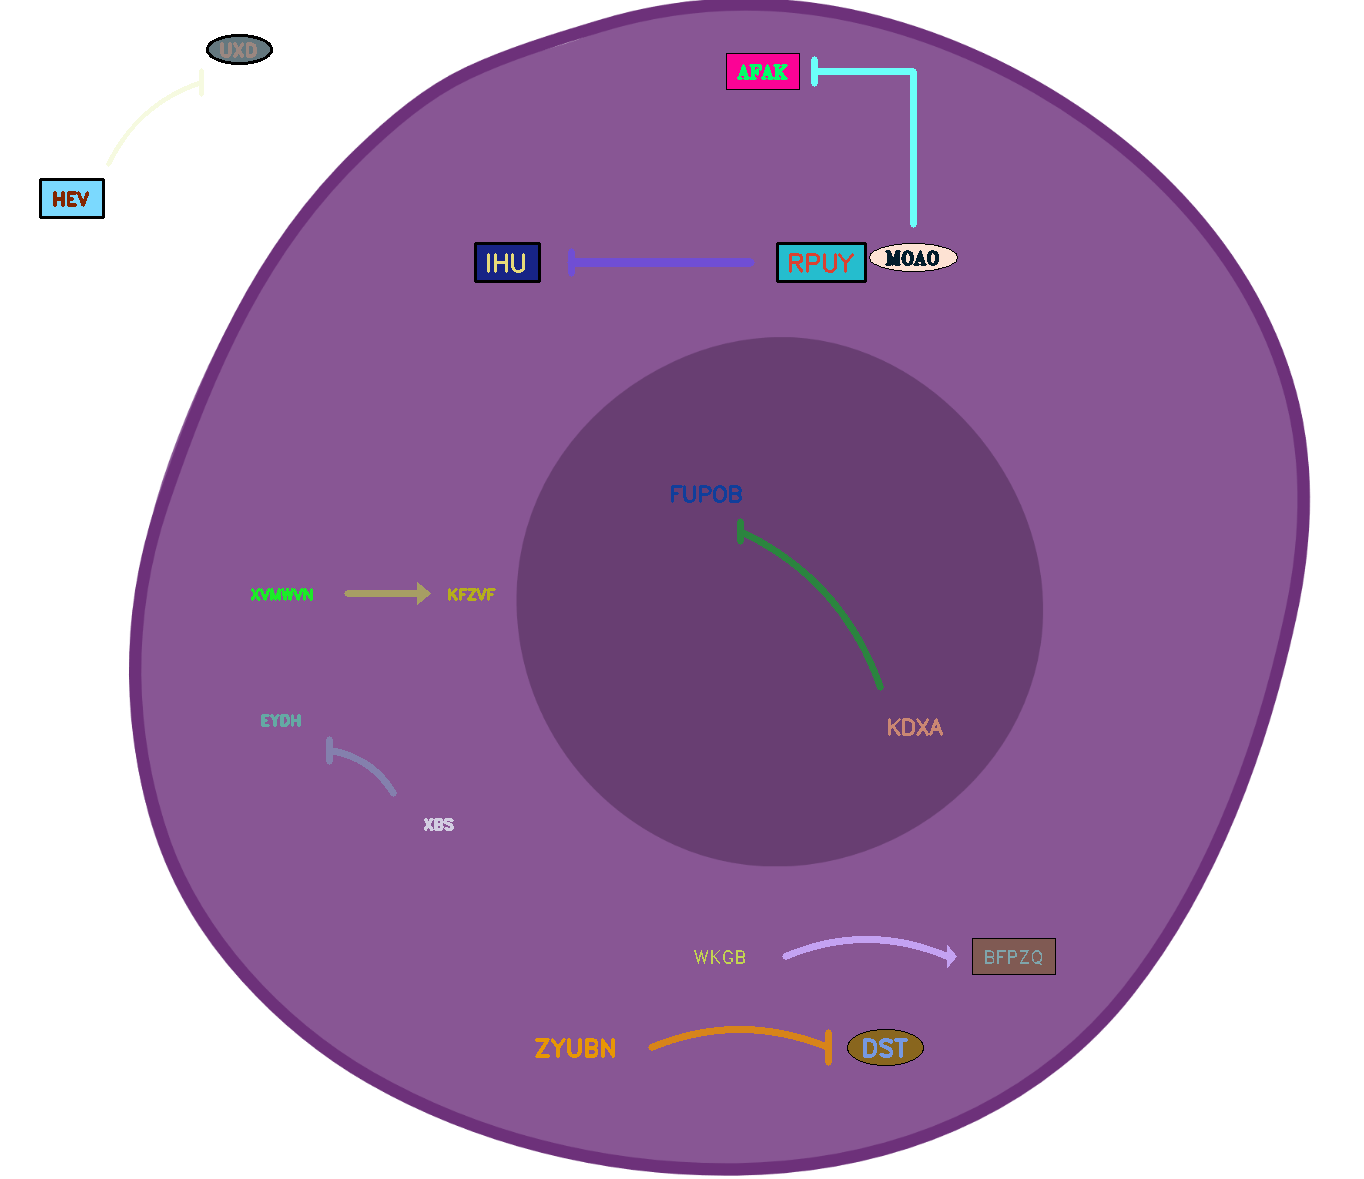 UXD
AFAK
HEV
IHU
RPUY
MOAO
FUPOB
XVMWVN
KFZVF
EYDH
KDXA
XBS
WKGB
BFPZQ
ZYUBN
DST